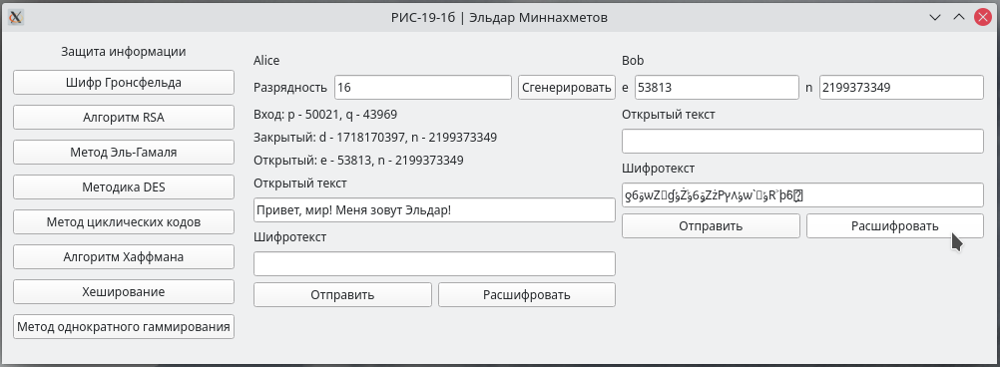 РИС-19-1б | Эльдар Миннахметов
Защита информации
Шифр Гронсфельда
Алгоритм RSA
Метод Эль-Гамаля
Методика DES
Метод циклических кодов
Алгоритм Хаффмана
Хеширование
Метод однократного гаммирования
Alice
Разрядность 16 Сгенерировать
Вход: p - 50021, q - 43969
Закрытый: d - 1718170397, n - 2199373349
Открытый: e - 53813, n - 2199373349
Открытый текст
Привет, мир! Меня зовут Эльдар!
Шифротекст
Отправить Расшифровать
Bob
e 53813 n 2199373349
Открытый текст
Шифротекст
Отправить Расшифровать